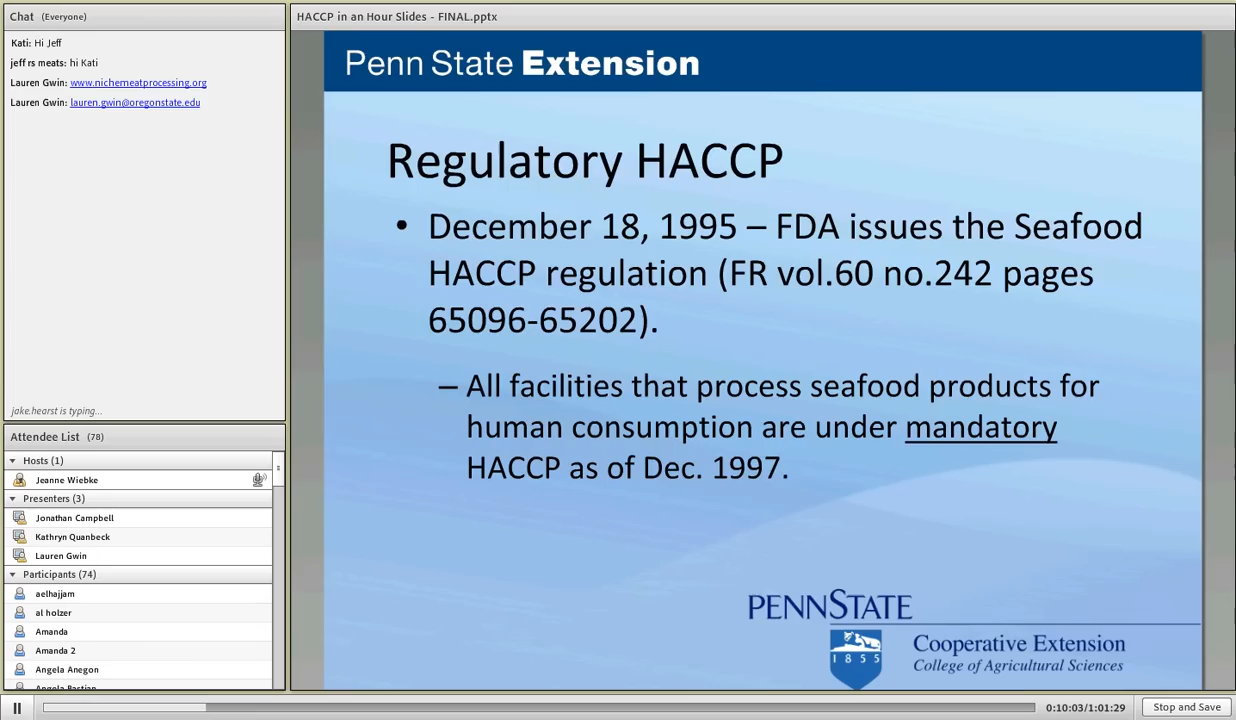 Chat (Everyone)
Kati: Hi Jeff
jeff rs meats: hi Kati
Lauren Gwin: www.nichemeatprocessing.org
Lauren Gwin: lauren.gwin@oregonstate.edu
jake.hearst is typing...
Attendee List (78)
Hosts (1)
Jeanne Wiebke
Presenters (3)
Jonathan Campbell
Kathryn Quanbeck
Lauren Gwin
Participants (74)
aelhajjam
al holzer
Amanda
Amanda 2
Angela Anegon
Angela Bastian
HACCP in an Hour Slides - FINAL.pptx
Penn State Extension
Regulatory HACCP
• December 18, 1995 – FDA issues the Seafood
HACCP regulation (FR vol.60 no.242 pages
65096-65202).
– All facilities that process seafood products for
human consumption are under mandatory
HACCP as of Dec. 1997.
PENNSTATE
1855
Cooperative Extension
College of Agricultural Sciences
0:10:03/1:01:29
Stop and Save